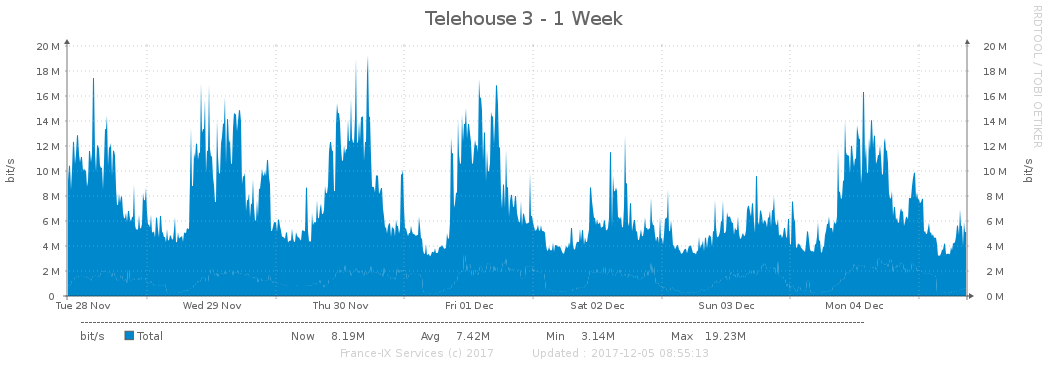 Telehouse 3 - 1 Week
RRDTOOL / TOBI OETIKER
bit/s
20 M 20 M
18 M 18 M
16 M 16 M
14 M 14 M
12 M 12 M
10 M 10 M
8 M 8 M
6 M 6 M
4 M 4 M
2 M 2 M
0 0 M
bit/s
Tue 28 Nov Wed 29 Nov Thu 30 Nov Fri 01 Dec Sat 02 Dec Sun 03 Dec Mon 04 Dec
bit/s Total Now 8.19M Avg 7.42M Min 3.14M Max 19.23M
France-IX Services (c) 2017 Updated : 2017-12-05 08:55:13